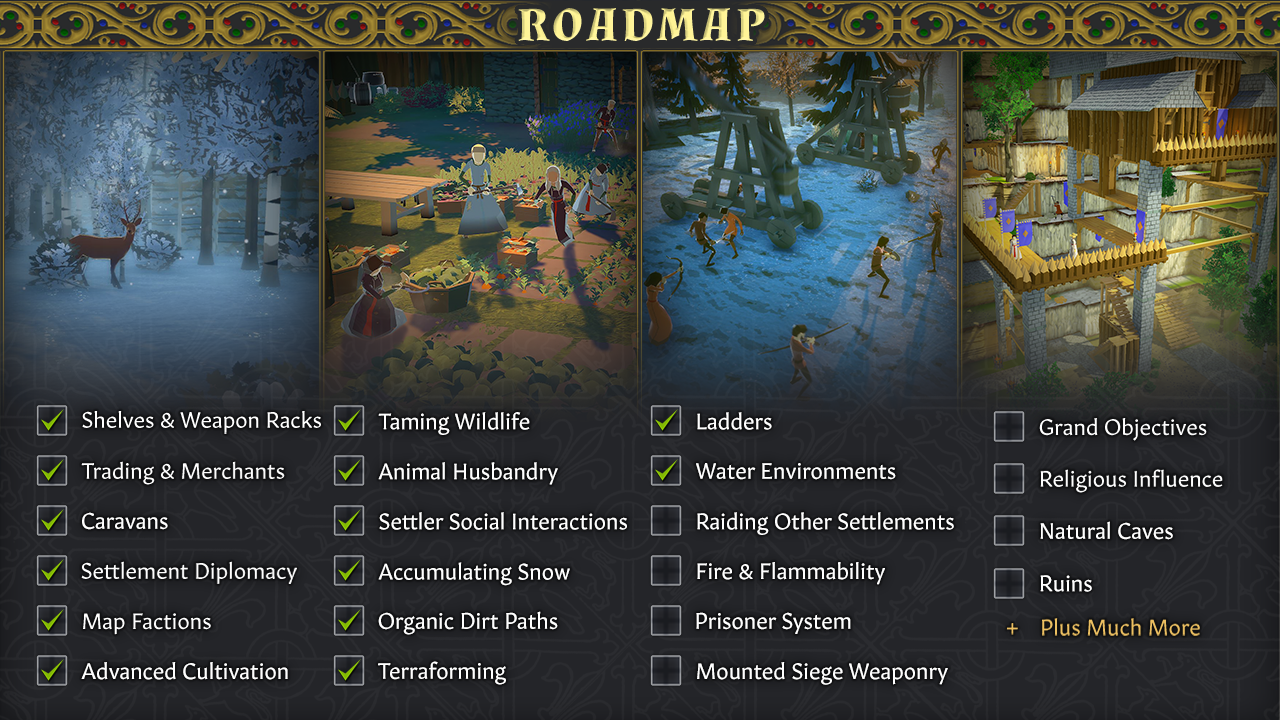 ROADMAP
Shelves & Weapon Racks
Trading & Merchants
Caravans
Settlement Diplomacy
Map Factions
Advanced Cultivation
Taming Wildlife
Animal Husbandry
Settler Social Interactions
Accumulating Snow
Organic Dirt Paths
Terraforming
Ladders
Water Environments
Raiding Other Settlements
Fire & Flammability
Prisoner System
Mounted Siege Weaponry
Grand Objectives
Religious Influence
Natural Caves
Ruins
+ Plus Much More